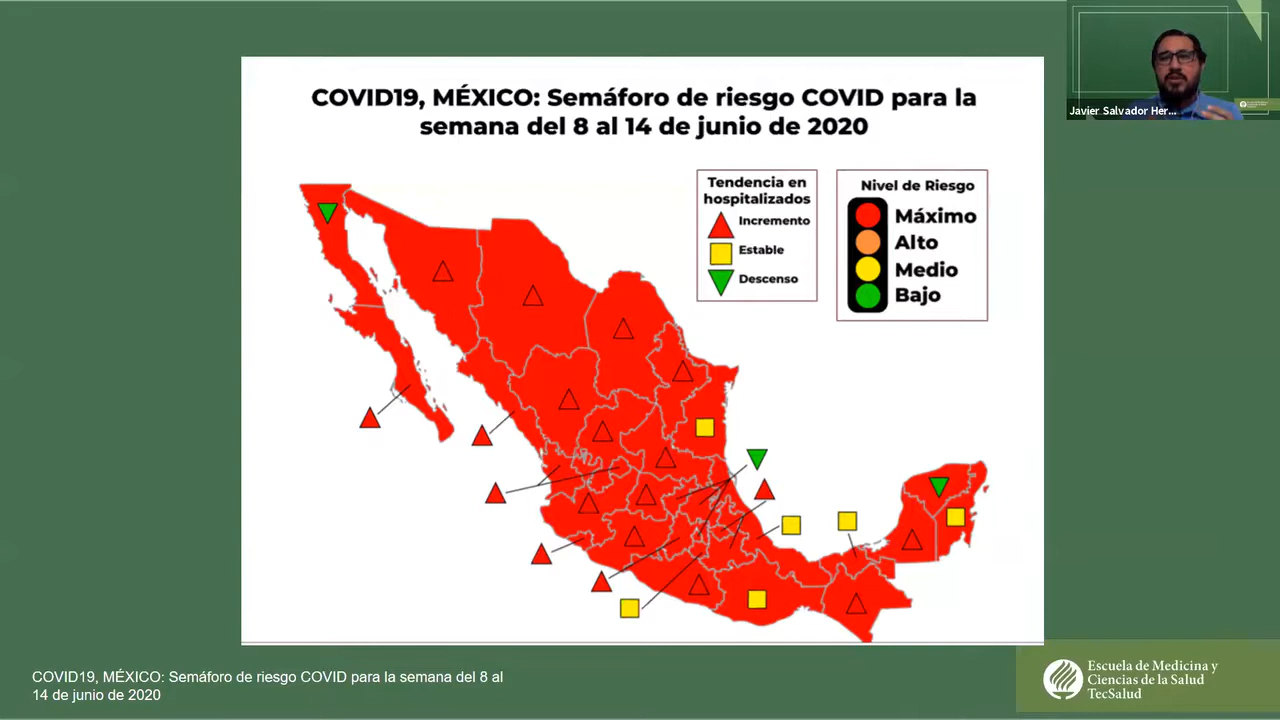 COVID19, MÉXICO: Semáforo de riesgo COVID para la
semana del 8 al 14 de junio de 2020
Tendencia en
hospitalizados
Incremento
Estable
Descenso
Nivel de Riesgo
Máximo
Alto
Medio
Bajo
Javier Salvador Her...
COVID19, MÉXICO: Semáforo de riesgo COVID para la semana del 8 al
14 de junio de 2020
Escuela de Medicina y
Ciencias de la Salud
TecSalud